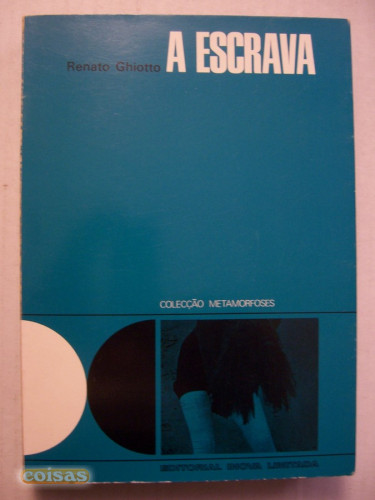 Renato Ghiotto A ESCRAVA
COLECÇÃO METAMORFOSES
EDITORIAL INOVA LIMITADA
coisas